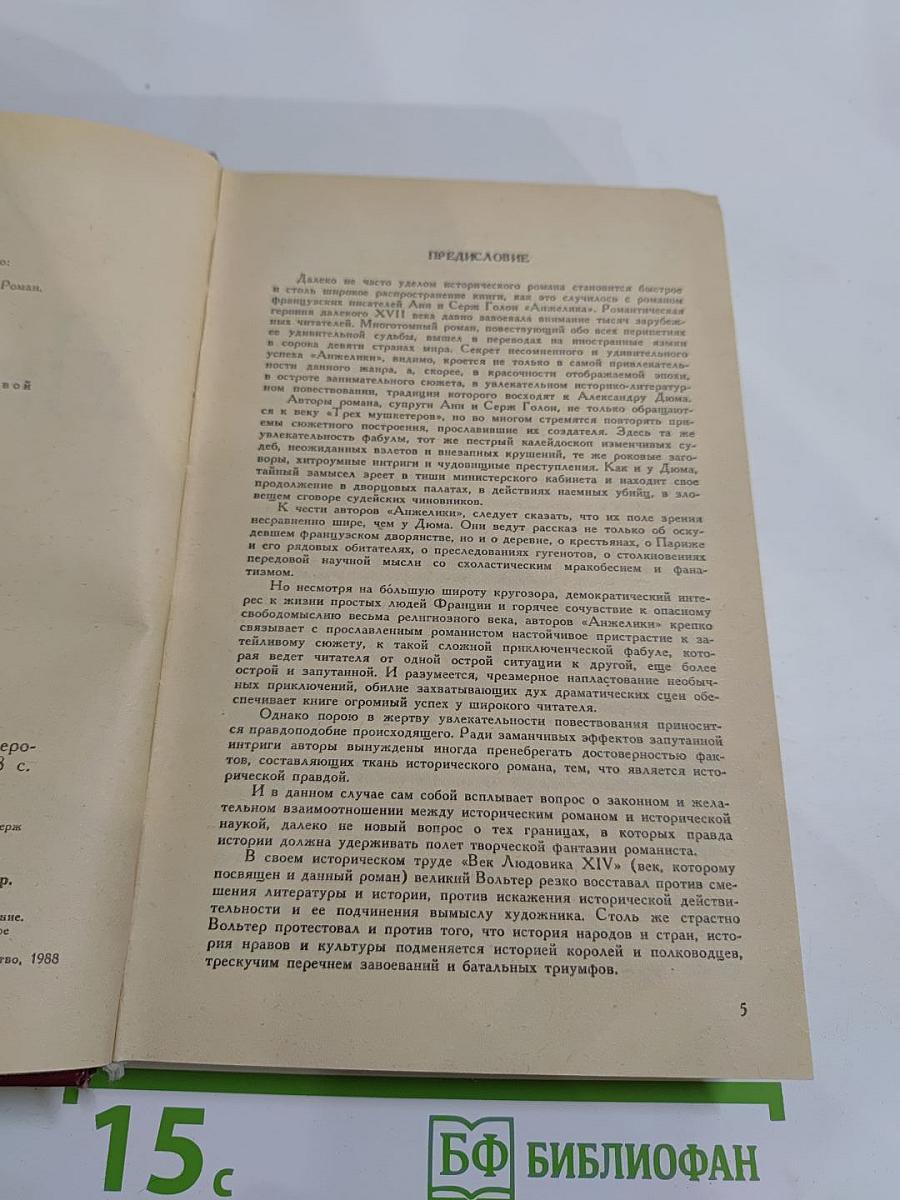 о:
Роман.
вой
еро-
8 с.
ерж
р.
ние.
ое
тво, 1988
ПРЕДИСЛОВИЕ
Далеко не часто уделом исторического романа становится быстрое
и столь широкое распространение книги, как это случилось с романом
французских писателей Анн и Серж Голон «Анжелика». Романтическая
героиня далекого XVII века давно завоевала внимание тысяч зарубеж-
ных читателей. Многотомный роман, повествующий обо всех перипетиях
ее удивительной судьбы, вышел в переводах на иностранные языки
в сорока девяти странах мира. Секрет несомненного и удивительного
успеха «Анжелики», видимо, кроется не только в самой привлекатель-
ности данного жанра, а, скорее, в красочности отображаемой эпохи,
в остроте занимательного сюжета, в увлекательном историко-литератур-
ном повествовании, традиции которого восходят к Александру Дюма.
Авторы романа, супруги Анн и Серж Голон, не только обращают-
ся к веку «Трех мушкетеров», но во многом стремятся повторять при-
емы сюжетного построения, прославившие их создателя. Здесь та же
увлекательность фабулы, тот же пестрый калейдоскоп изменчивых су-
деб, неожиданных взлетов и внезапных крушений, те же роковые заго-
воры, хитроумные интриги и чудовищные преступления. Как и у Дюма,
тайный замысел зреет в тиши министерского кабинета и находит свое
продолжение в дворцовых палатах, в действиях наемных убийц, в зло-
вещем сговоре судейских чиновников.
К чести авторов «Анжелики», следует сказать, что их поле зрения
несравненно шире, чем у Дюма. Они ведут рассказ не только об оску-
девшем французском дворянстве, но и о деревне, о крестьянах, о Париже
и его рядовых обитателях, о преследованиях гугенотов, о столкновениях
передовой научной мысли со схоластическим мракобесием и фана-
тизмом.
Но несмотря на бо́льшую широту кругозора, демократический инте-
рес к жизни простых людей Франции и горячее сочувствие к опасному
свободомыслию весьма религиозного века, авторов «Анжелики» крепко
связывает с прославленным романистом настойчивое пристрастие к за-
тейливому сюжету, к такой сложной приключенческой фабуле, кото-
рая ведет читателя от одной острой ситуации к другой, еще более
острой и запутанной. И разумеется, чрезмерное напластование необыч-
ных приключений, обилие захватывающих дух драматических сцен обе-
спечивает книге огромный успех у широкого читателя.
Однако порою в жертву увлекательности повествования приносит-
ся правдоподобие происходящего. Ради заманчивых эффектов запутанной
интриги авторы вынуждены иногда пренебрегать достоверностью фак-
тов, составляющих ткань исторического романа, тем, что является исто-
рической правдой.
И в данном случае сам собой всплывает вопрос о законном и жела-
тельном взаимоотношении между историческим романом и исторической
наукой, далеко не новый вопрос о тех границах, в которых правда
истории должна удерживать полет творческой фантазии романиста.
В своем историческом труде «Век Людовика XIV» (век, которому
посвящен и данный роман) великий Вольтер резко восставал против сме-
шения литературы и истории, против искажения исторической действи-
тельности и ее подчинения вымыслу художника. Столь же страстно
Вольтер протестовал и против того, что история народов и стран, исто-
рия нравов и культуры подменяется историей королей и полководцев,
трескучим перечнем завоеваний и батальных триумфов.
5
15 с
БФ БИБЛИОФАН